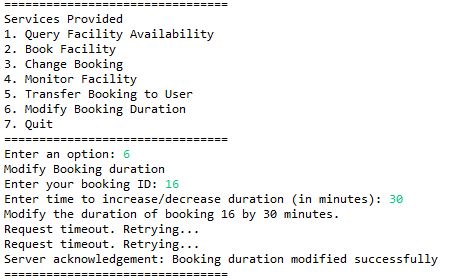 ===============================
Services Provided
1. Query Facility Availability
2. Book Facility
3. Change Booking
4. Monitor Facility
5. Transfer Booking to User
6. Modify Booking Duration
7. Quit
===============================
Enter an option: 6
Modify Booking duration
Enter your booking ID: 16
Enter time to increase/decrease duration (in minutes): 30
Modify the duration of booking 16 by 30 minutes.
Request timeout. Retrying...
Request timeout. Retrying...
Server acknowledgement: Booking duration modified successfully
===============================